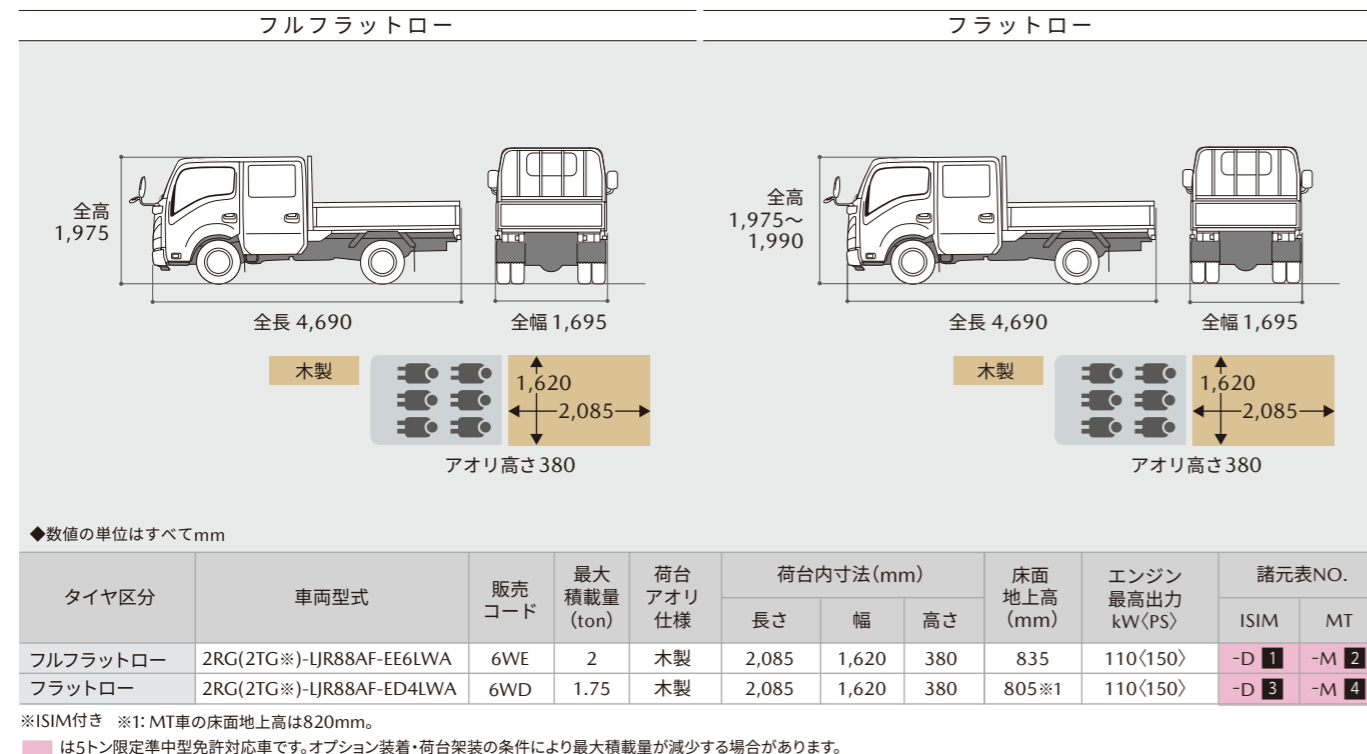 フルフラットロー
フラットロー
全高
1,975
全長 4,690
全幅 1,695
木製
1,620
2,085
アオリ高さ380
全高
1,975～
1,990
全長 4,690
全幅 1,695
木製
1,620
2,085
アオリ高さ380
◆数値の単位はすべてmm
タイヤ区分 車両型式 販売コード 最大積載量(ton) 荷台アオリ仕様 荷台内寸法(mm) 床面地上高(mm) エンジン最高出力kW〈PS〉 諸元表NO.
長さ 幅 高さ ISIM MT
フルフラットロー 2RG(2TG※)-LJR88AF-EE6LWA 6WE 2 木製 2,085 1,620 380 835 110〈150〉 -D 1 -M 2
フラットロー 2RG(2TG※)-LJR88AF-ED4LWA 6WD 1.75 木製 2,085 1,620 380 805※1 110〈150〉 -D 3 -M 4
※ISIM付き ※1: MT車の床面地上高は820mm。
は5トン限定準中型免許対応車です。オプション装着・荷台架装の条件により最大積載量が減少する場合があります。